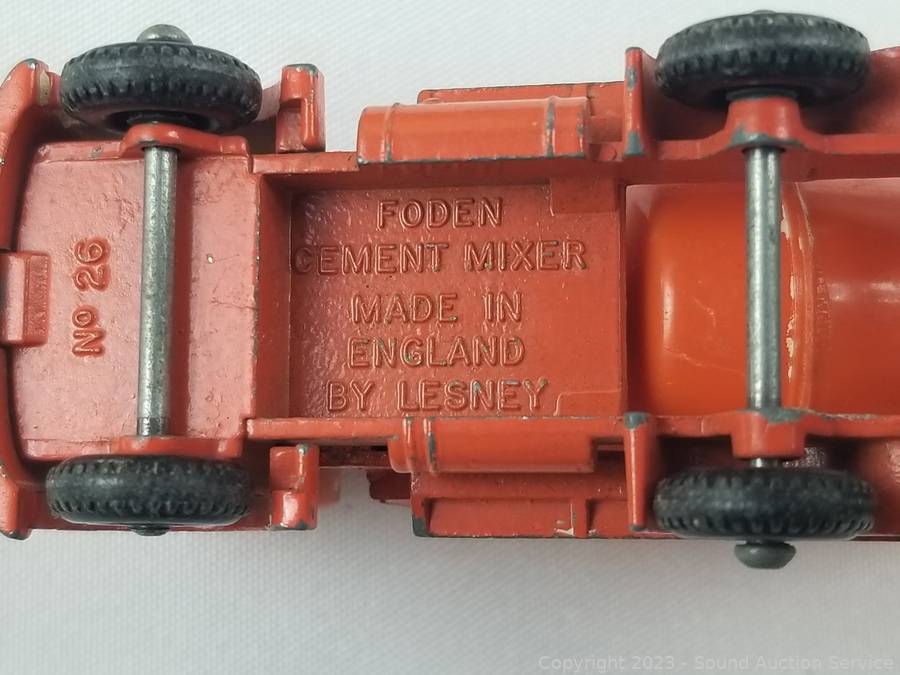 No 26
FODEN
CEMENT MIXER
MADE IN
ENGLAND
BY LESNEY
Copyright 2023 - Sound Auction Service